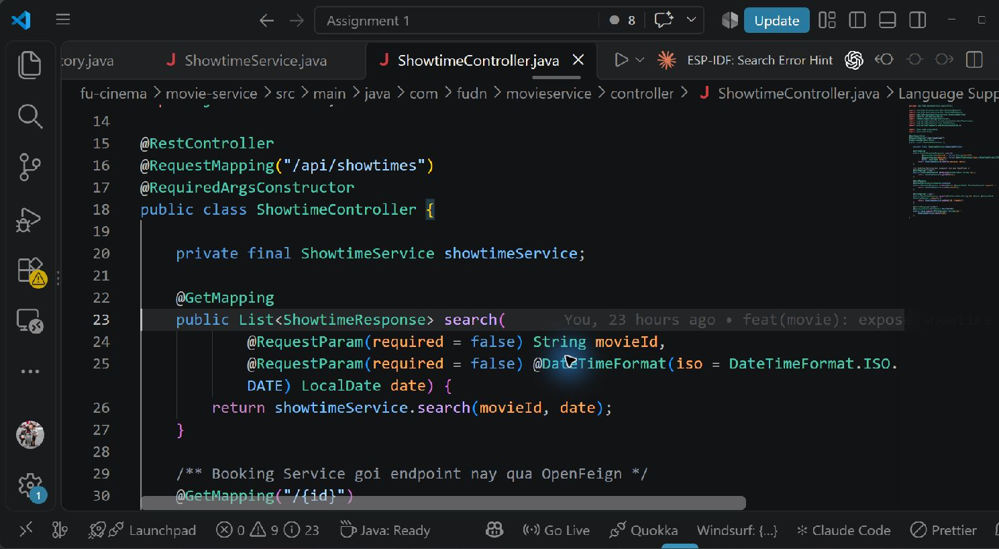 Assignment 1
8
Update
ory.java
ShowtimeService.java
ShowtimeController.java
ESP-IDF: Search Error Hint
fu-cinema > movie-service > src > main > java > com > fudn > movieservice > controller > ShowtimeController.java > Language Supp
14
15 @RestController
16 @RequestMapping("/api/showtimes")
17 @RequiredArgsConstructor
18 public class ShowtimeController {
19
20 private final ShowtimeService showtimeService;
21
22 @GetMapping
23 public List<ShowtimeResponse> search( You, 23 hours ago • feat(movie): expose showtime
24 @RequestParam(required = false) String movieId,
25 @RequestParam(required = false) @DateTimeFormat(iso = DateTimeFormat.ISO.
DATE) LocalDate date) {
26 return showtimeService.search(movieId, date);
27 }
28
29 /** Booking Service goi endpoint nay qua OpenFeign */
30 @GetMapping("/{id}")
1
Launchpad
0 9 23
Java: Ready
Go Live
Quokka
Windsurf: {...}
Claude Code
Prettier